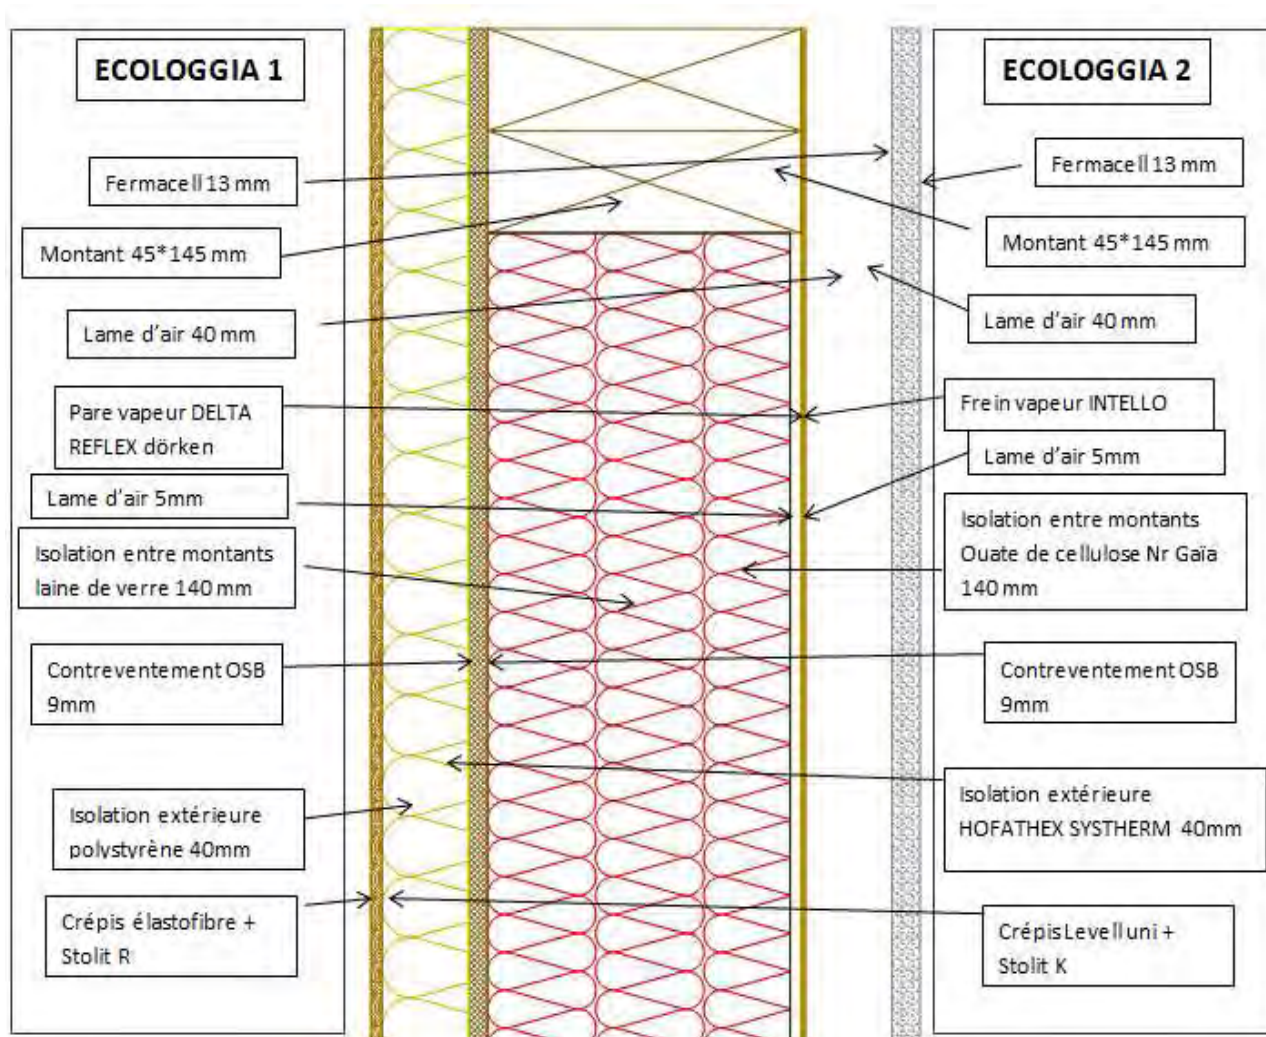 ECOLOGGIA 1
Fermacell 13 mm
Montant 45*145 mm
Lame d'air 40 mm
Pare vapeur DELTA
REFLEX dörken
Lame d'air 5mm
Isolation entre montants
laine de verre 140 mm
Contreventement OSB
9mm
Isolation extérieure
polystyrène 40mm
Crépis élastofibre +
Stolit R
ECOLOGGIA 2
Fermacell 13 mm
Montant 45*145 mm
Lame d'air 40 mm
Frein vapeur INTELLO
Lame d'air 5mm
Isolation entre montants
Ouate de cellulose Nr Gaïa
140 mm
Contreventement OSB
9mm
Isolation extérieure
HOFATHEX SYSTHERM 40mm
Crépis Levell uni +
Stolit K